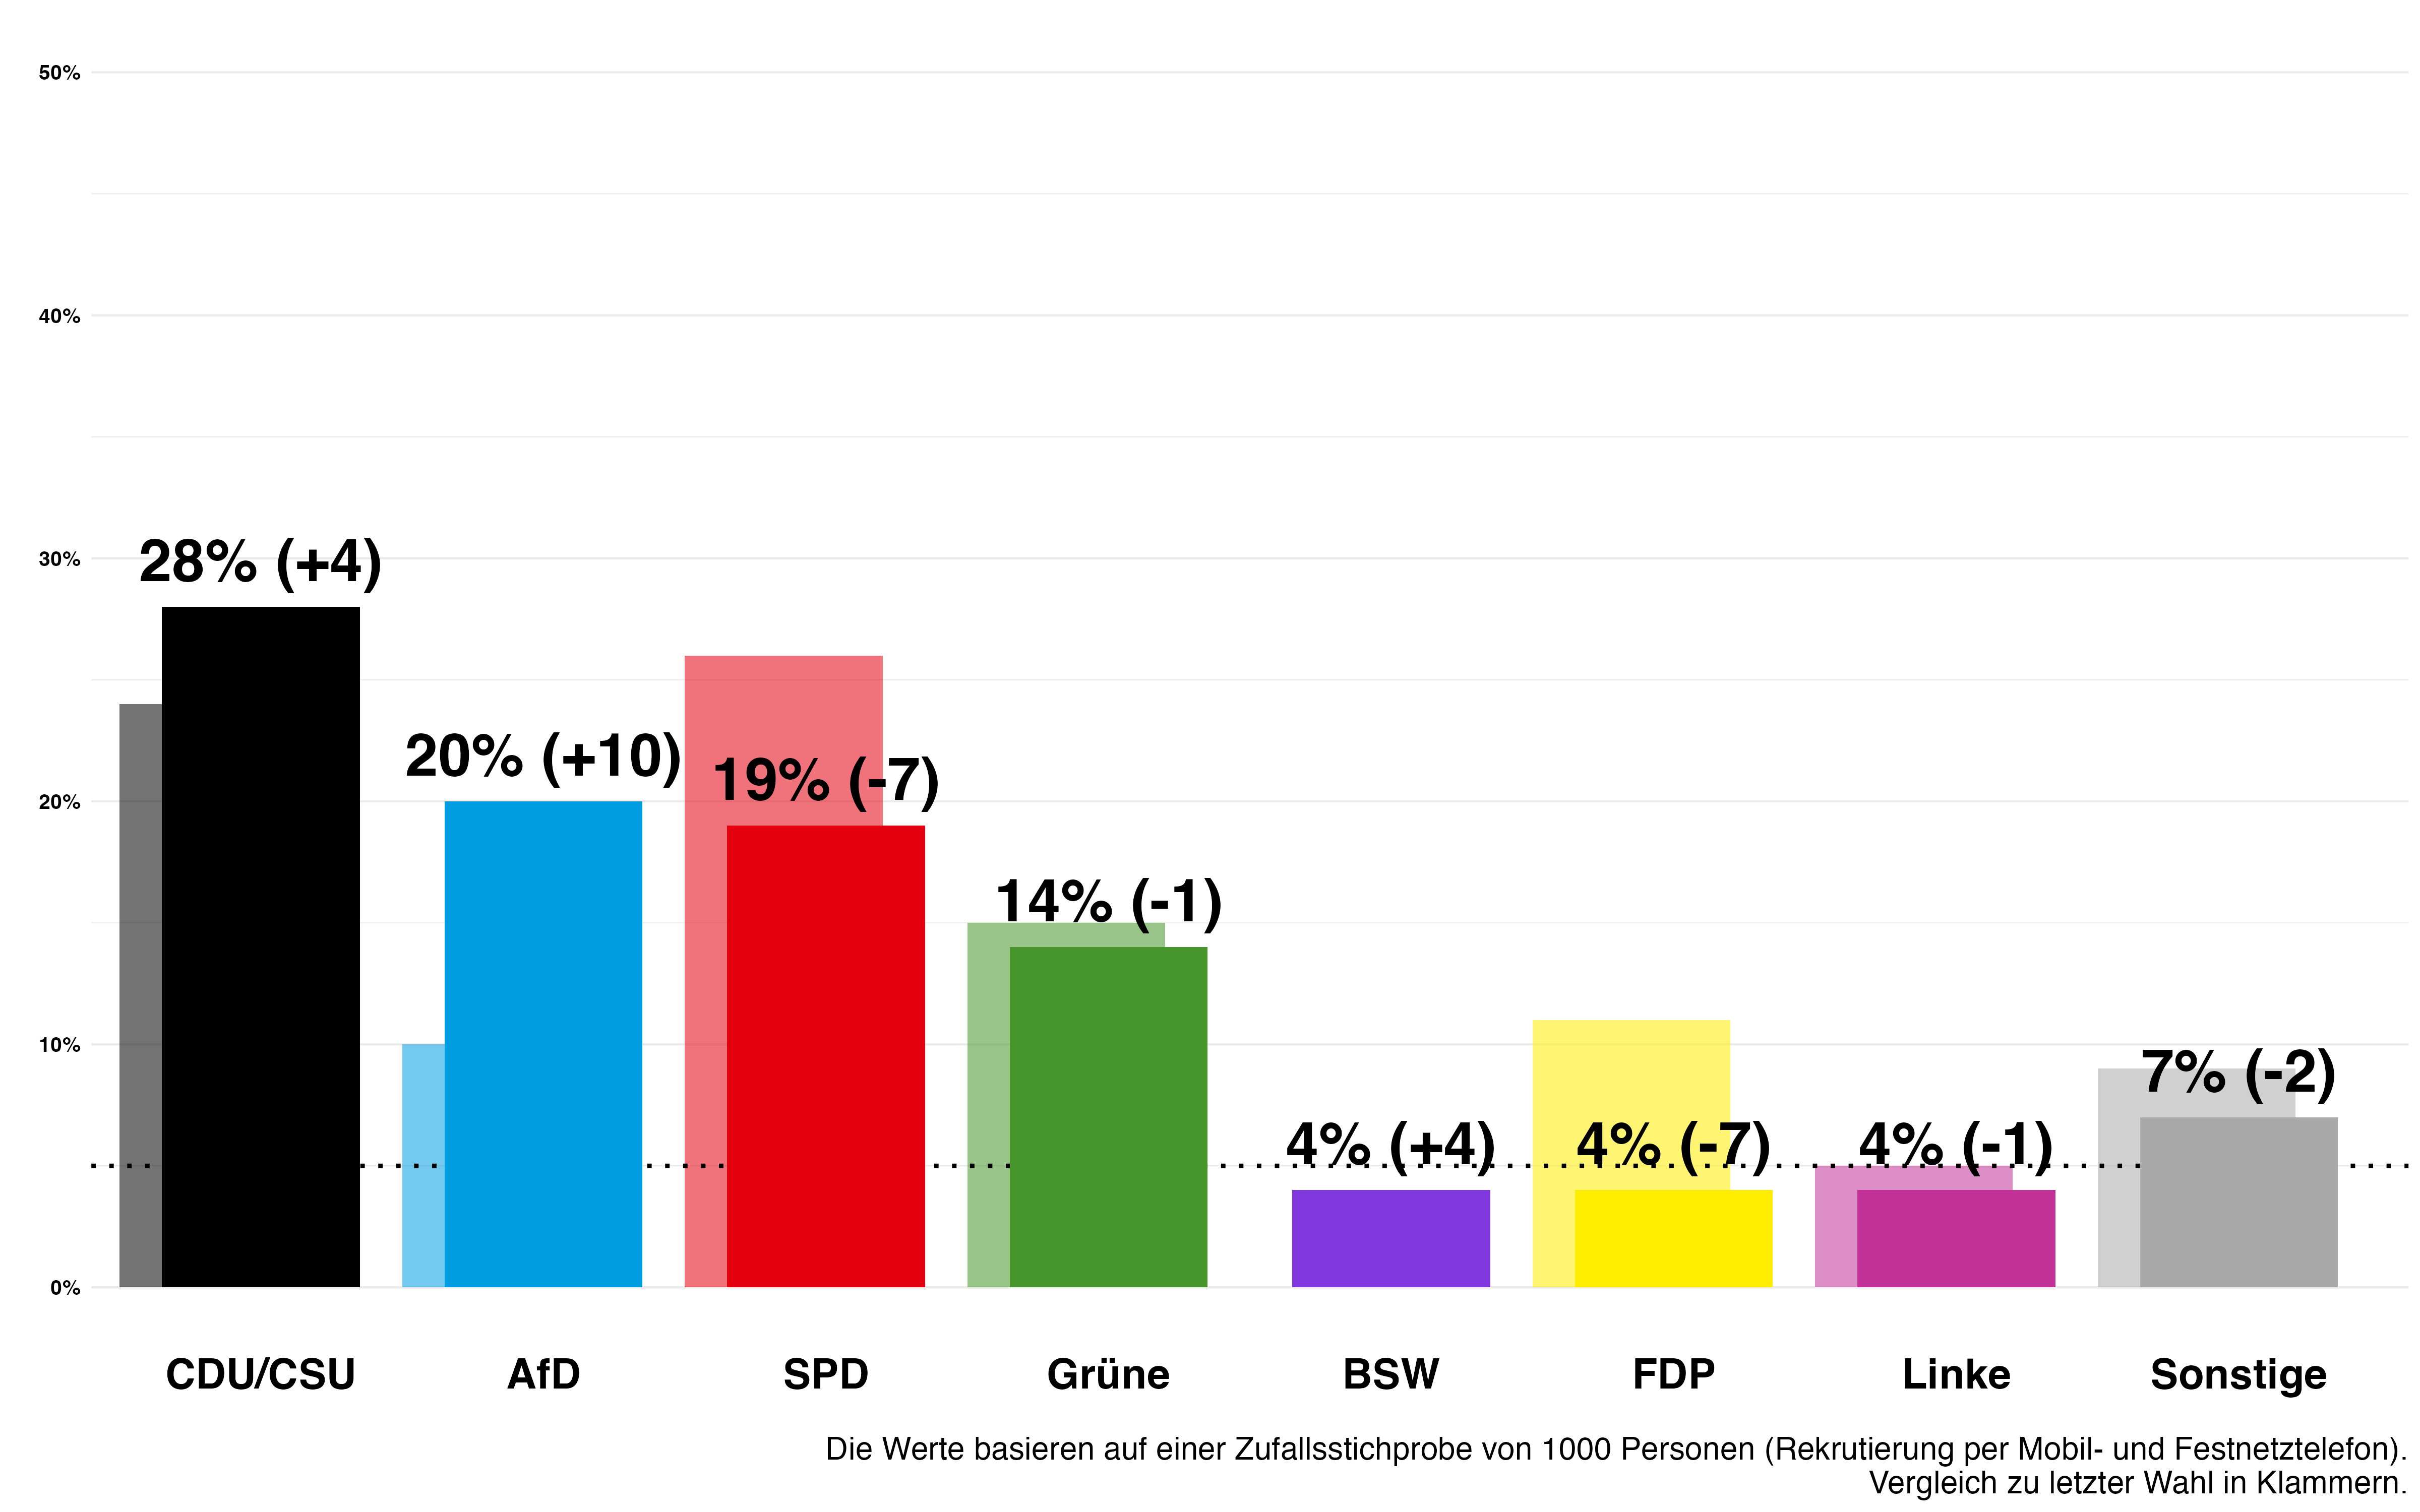 50%
40%
30%
20%
10%
0%
28% (+4)
20% (+10)
19% (-7)
14% (-1)
4% (+4)
4% (-7)
4% (-1)
7% (-2)
CDU/CSU
AfD
SPD
Grüne
BSW
FDP
Linke
Sonstige
Die Werte basieren auf einer Zufallsstichprobe von 1000 Personen (Rekrutierung per Mobil- und Festnetztelefon).
Vergleich zu letzter Wahl in Klammern.